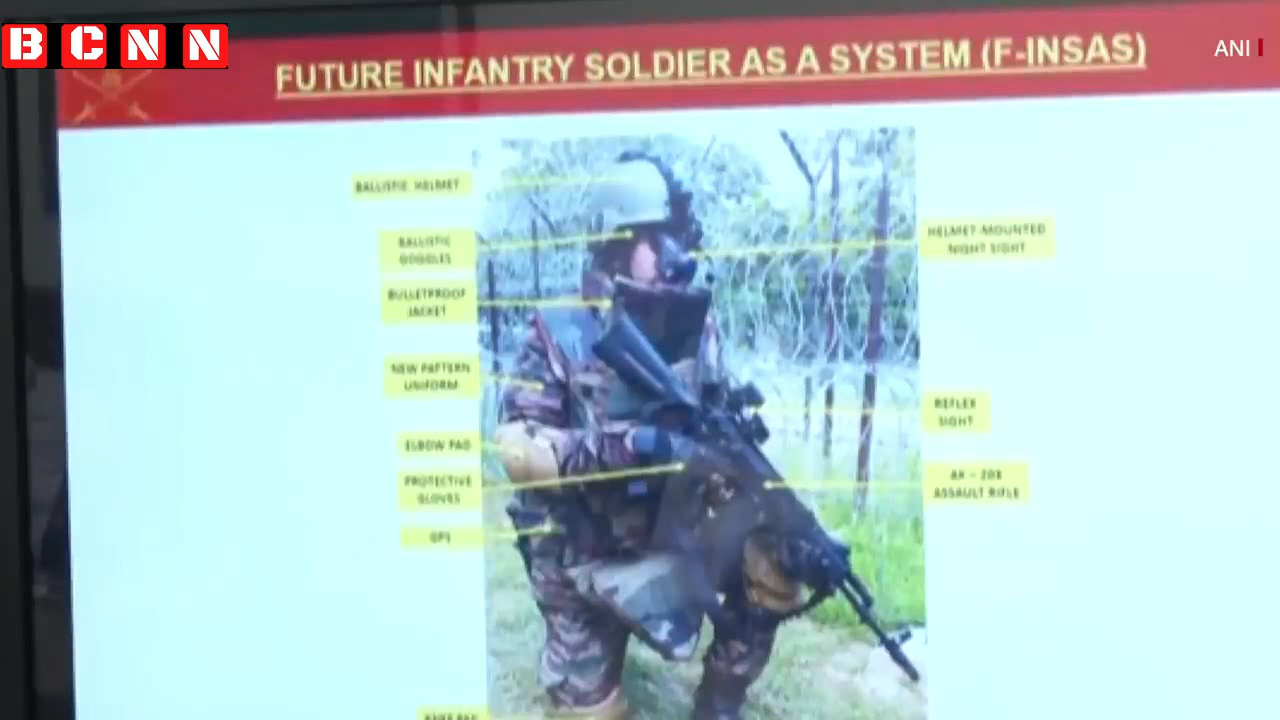 BCNN
FUTURE INFANTRY SOLDIER AS A SYSTEM (F-INSAS)
ANI
BALLISTIC HELMET
BALLISTIC
GOGGLES
HELMET-MOUNTED
NIGHT SIGHT
BULLETPROOF
JACKET
NEW PATTERN
UNIFORM
REFLEX
SIGHT
ELBOW PAD
PROTECTIVE
GLOVES
AK - 203
ASSAULT RIFLE
GPS